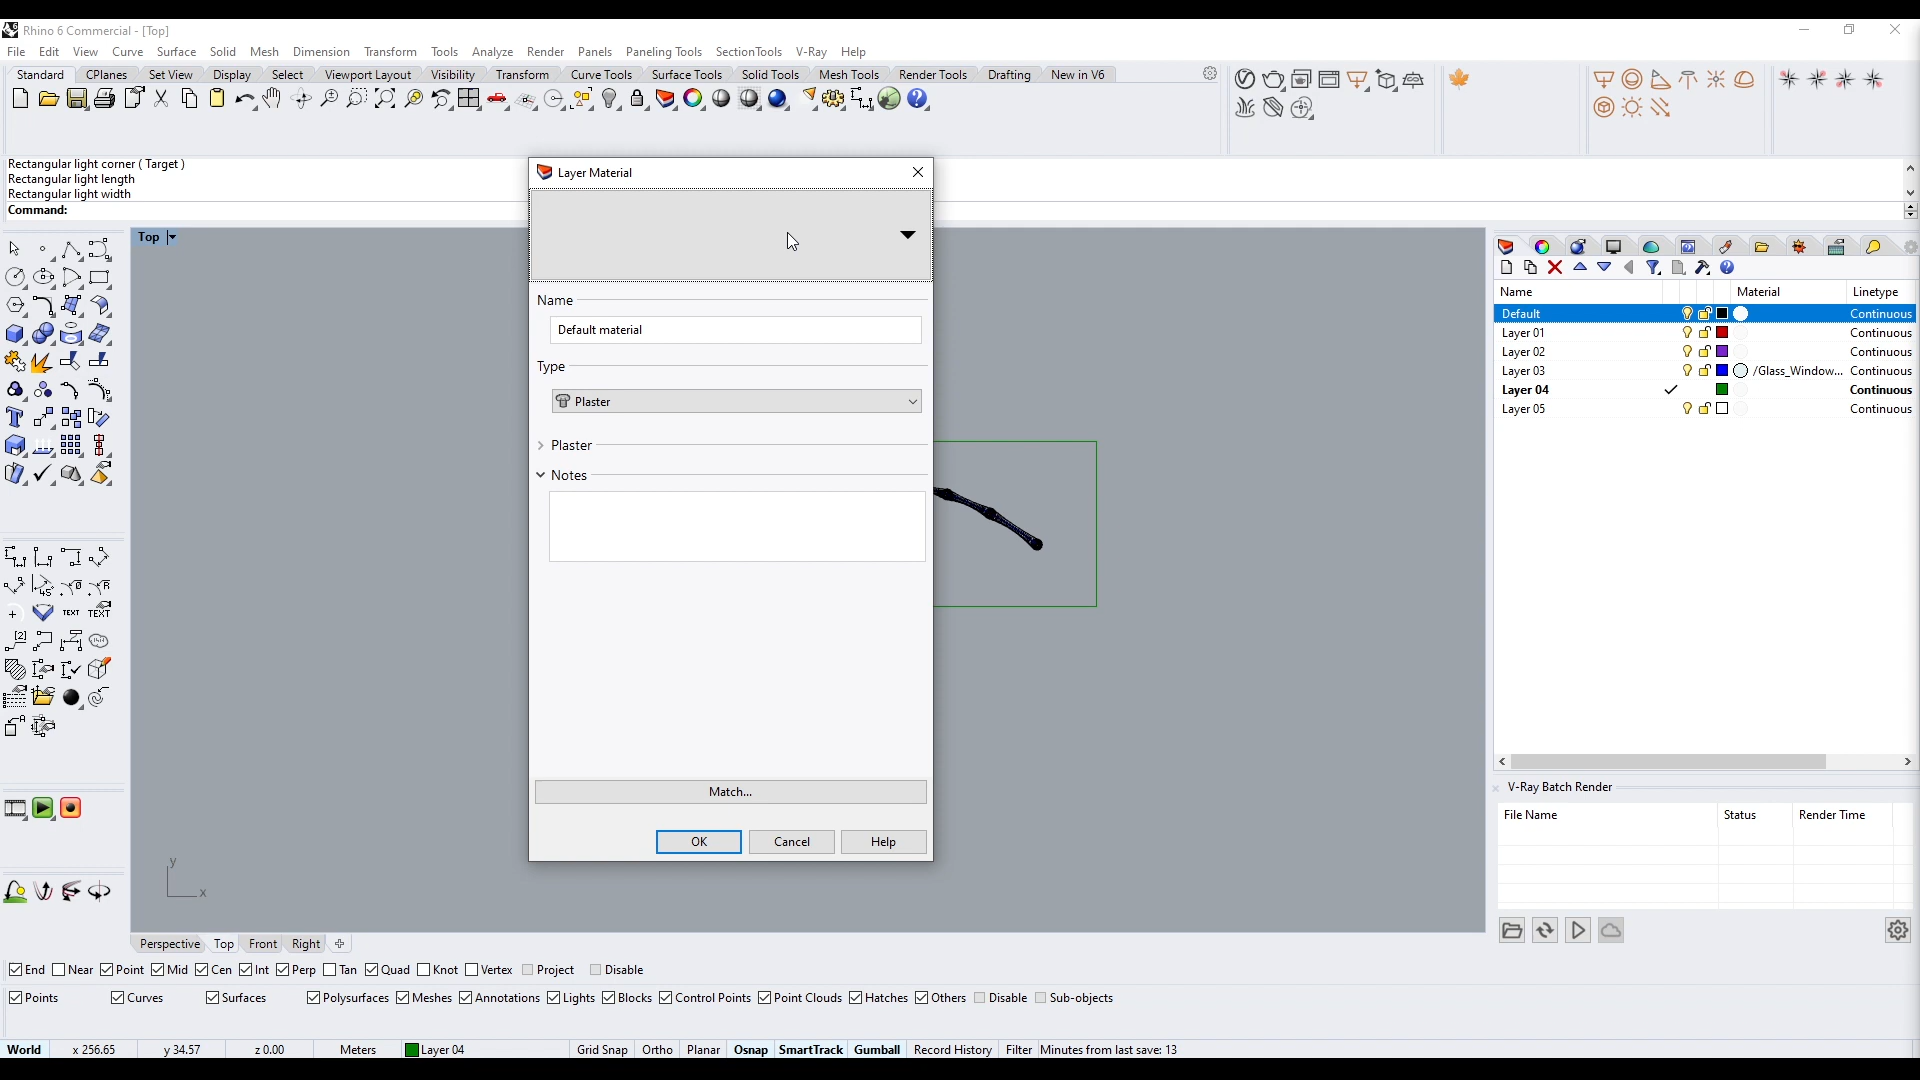 Rhino 6 Commercial - [Top]
File Edit View Curve Surface Solid Mesh Dimension Transform Tools Analyze Render Panels Paneling Tools SectionTools V-Ray Help
Standard CPlanes Set View Display Select Viewport Layout Visibility Transform Curve Tools Surface Tools Solid Tools Mesh Tools Render Tools Drafting New in V6
Rectangular light corner ( Target )
Rectangular light length
Rectangular light width
Command:
Top
Layer Material
Name
Default material
Type
Plaster
Plaster
Notes
Match...
OK Cancel Help
Name Material Linetype
Default Continuous
Layer 01 Continuous
Layer 02 Continuous
Layer 03 /Glass_Window... Continuous
Layer 04 Continuous
Layer 05 Continuous
V-Ray Batch Render
File Name Status Render Time
TEXT TEXT
y
x
Perspective Top Front Right
End Near Point Mid Cen Int Perp Tan Quad Knot Vertex Project Disable
Points Curves Surfaces Polysurfaces Meshes Annotations Lights Blocks Control Points Point Clouds Hatches Others Disable Sub-objects
World x 256.65 y 34.57 z 0.00 Meters Layer 04 Grid Snap Ortho Planar Osnap SmartTrack Gumball Record History Filter Minutes from last save: 13